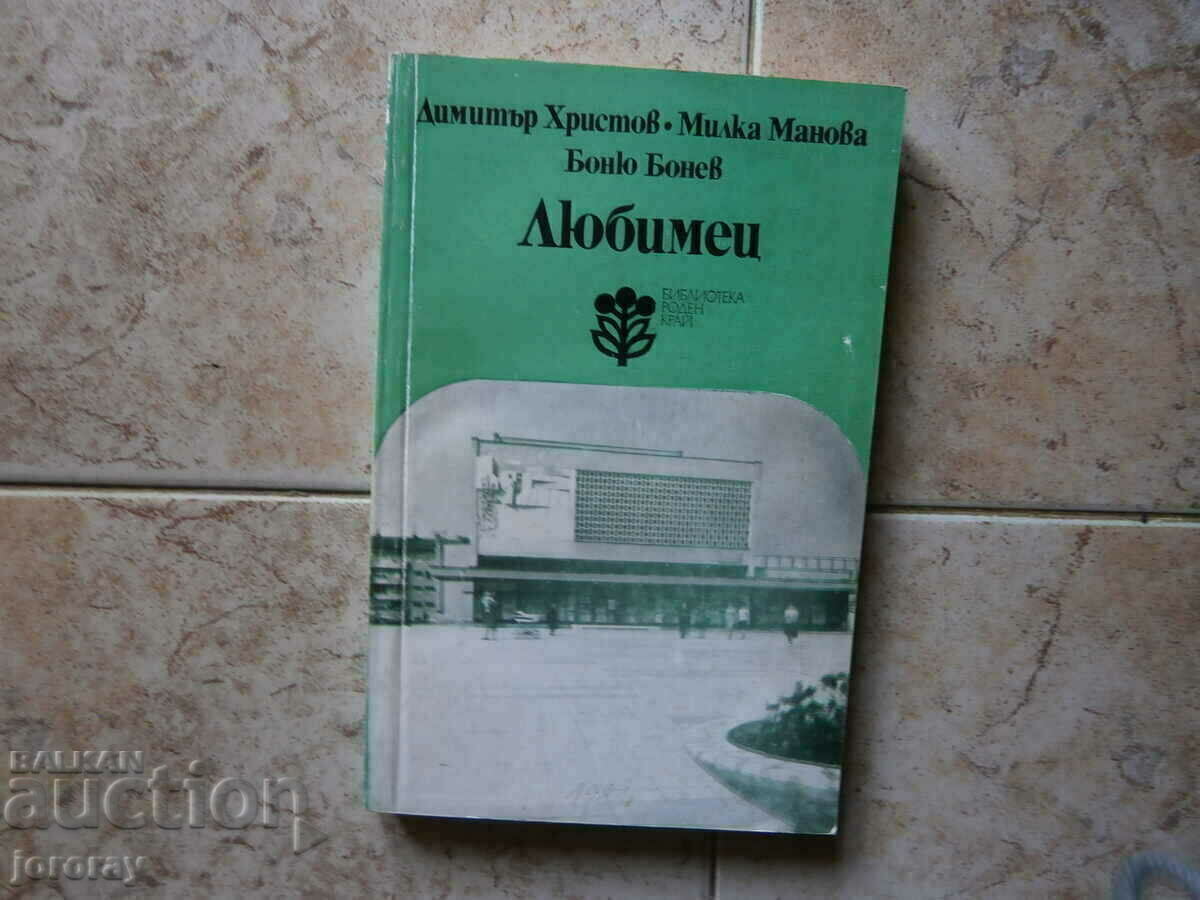 Димитър Христов • Милка Манова
Боню Бонев
Любимец
БИБЛИОТЕКА
РОДЕН
КРАЙ
BALKAN
auction
jororay